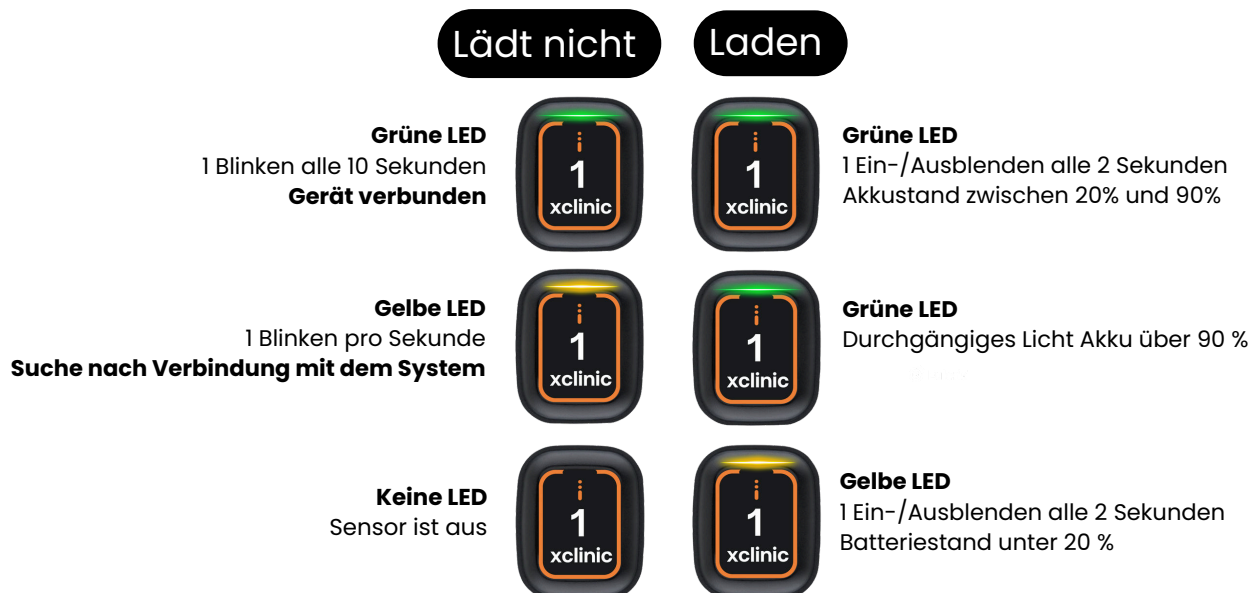 Lädt nicht
Laden
Grüne LED
1 Blinken alle 10 Sekunden
Gerät verbunden
1
xclinic
1
xclinic
Grüne LED
1 Ein-/Ausblenden alle 2 Sekunden
Akkustand zwischen 20% und 90%
Gelbe LED
1 Blinken pro Sekunde
Suche nach Verbindung mit dem System
1
xclinic
1
xclinic
Grüne LED
Durchgängiges Licht Akku über 90 %
Keine LED
Sensor ist aus
1
xclinic
1
xclinic
Gelbe LED
1 Ein-/Ausblenden alle 2 Sekunden
Batteriestand unter 20 %